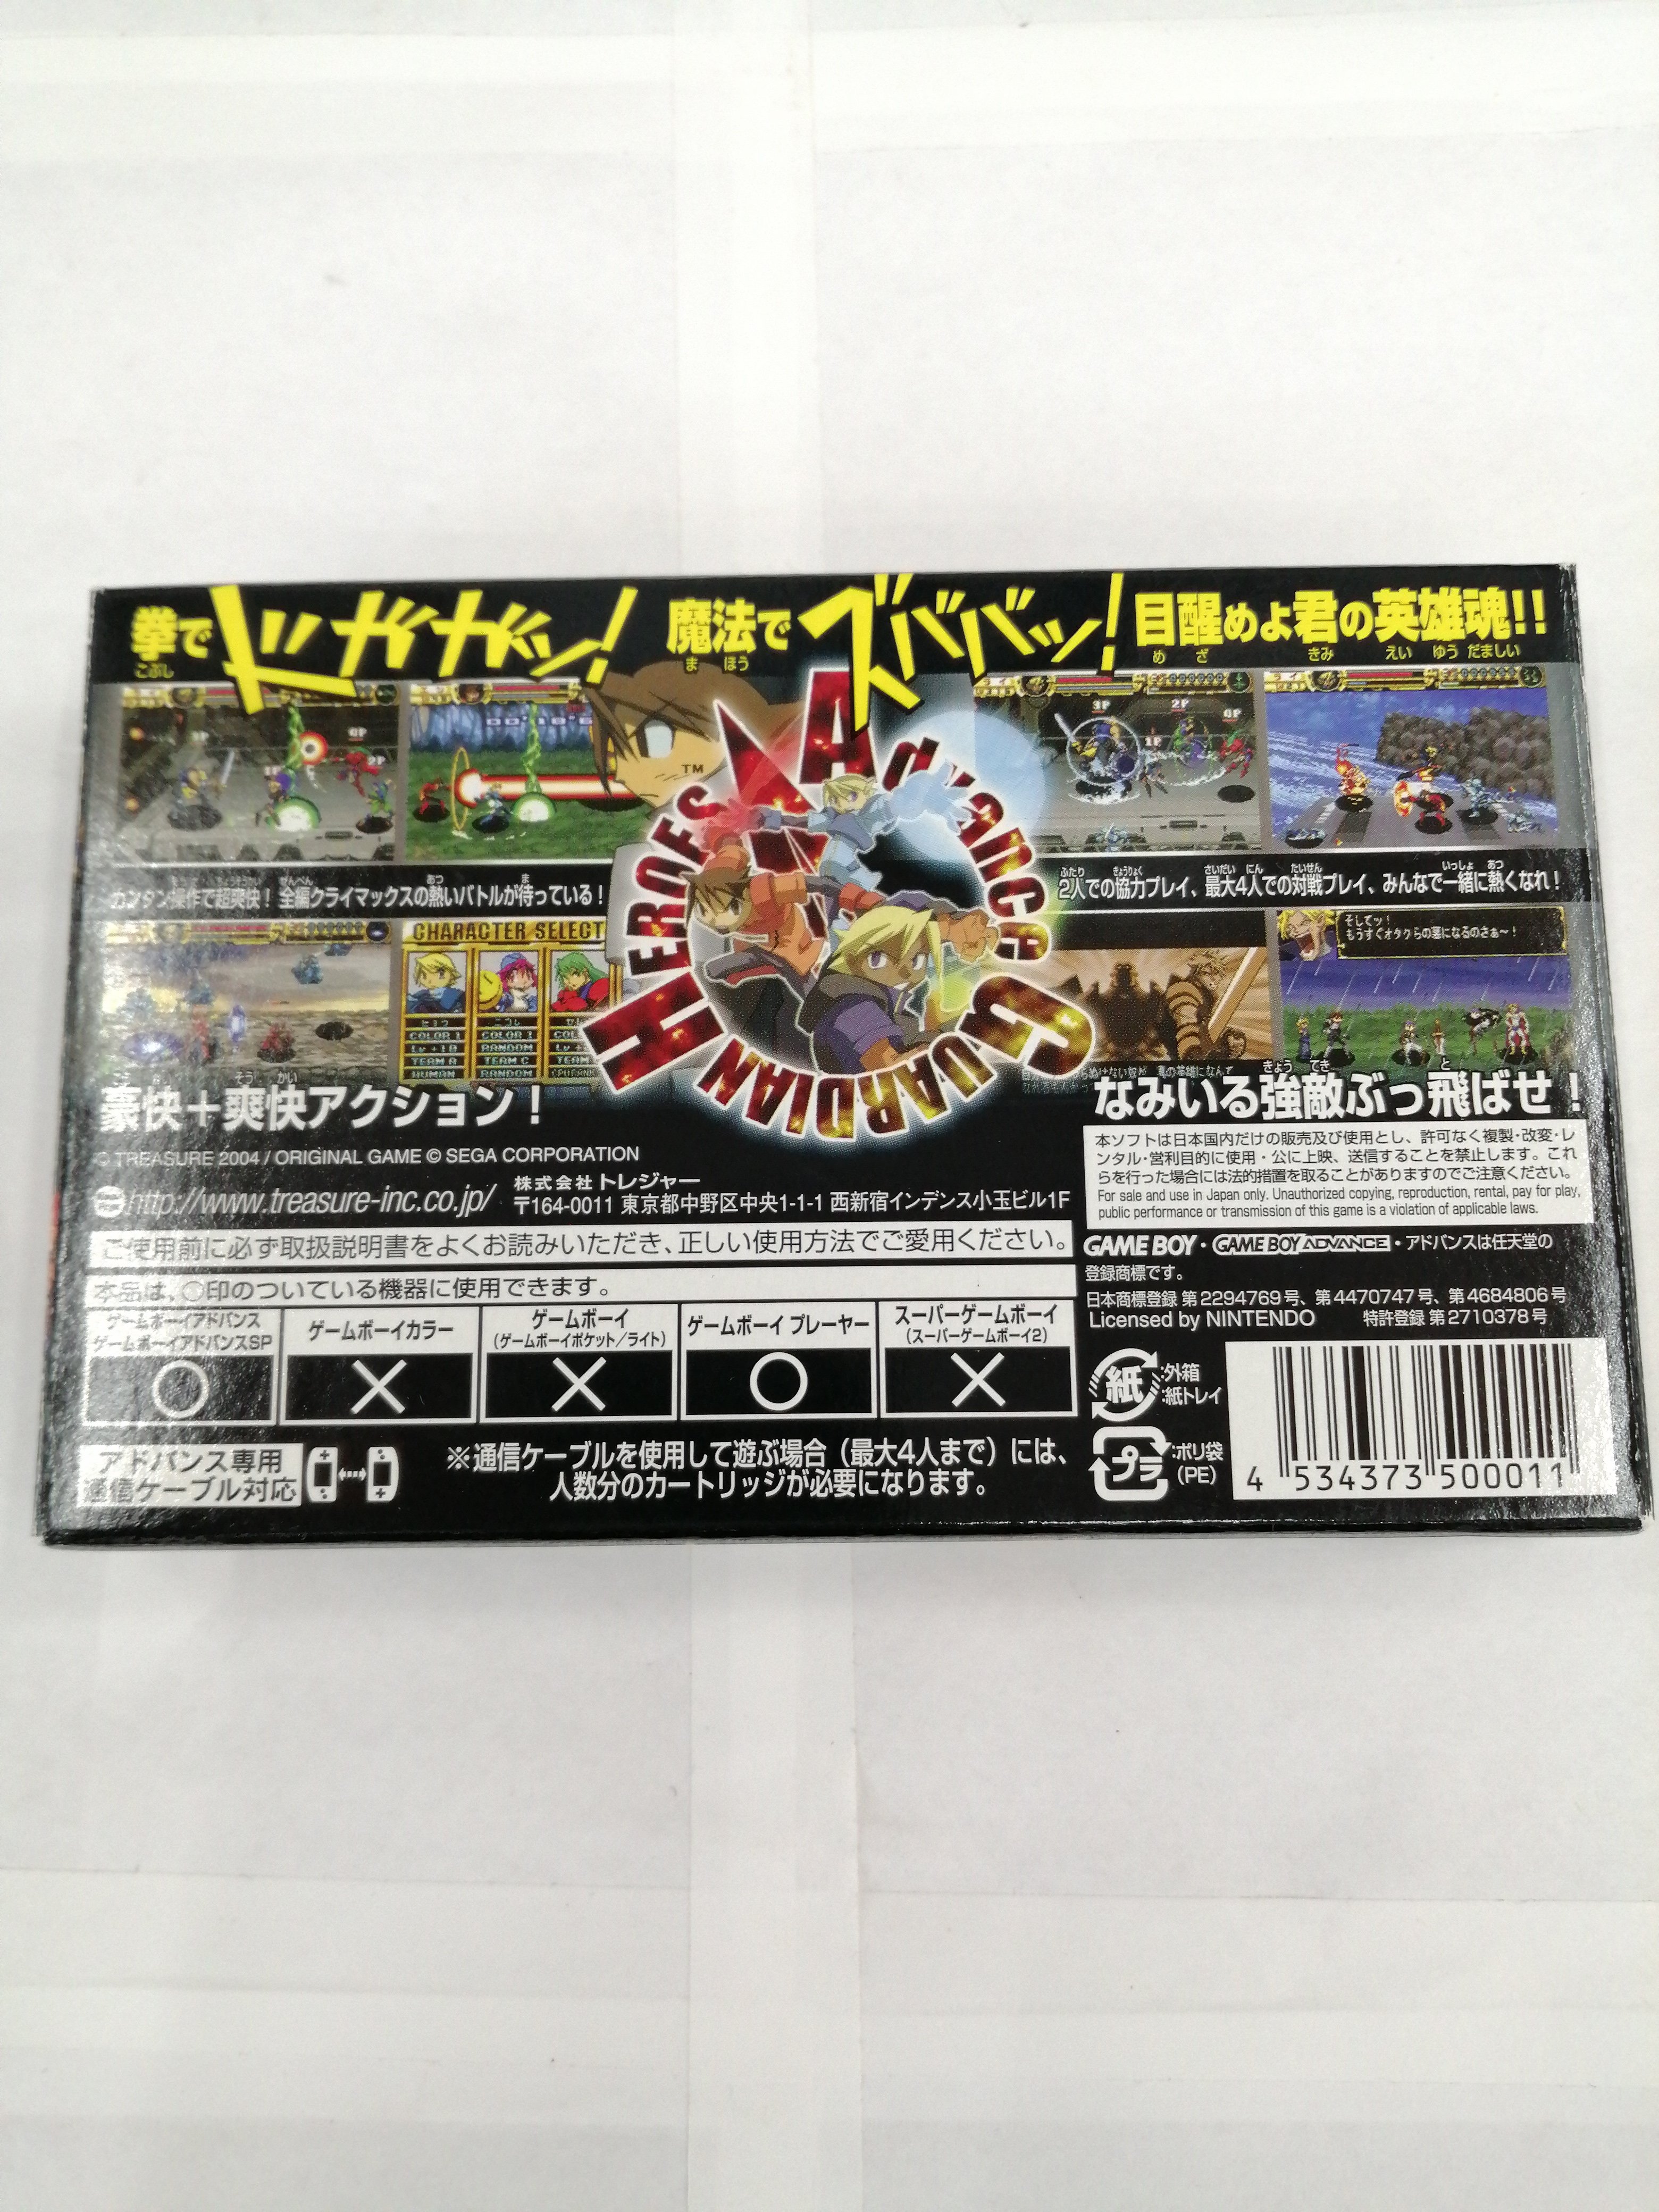 拳でドガガッ! 魔法でズババッ! 目醒めよ君の英雄魂!!
こぶし ま ほう め ざ きみ えい ゆう だましい
TM
Advance Guardian Heroes
カンタン操作で超爽快! 全編クライマックスの熱いバトルが待っている!
2人での協力プレイ、最大4人での対戦プレイ、みんなで一緒に熱くなれ!
CHARACTER SELECT
COLOR 1
Lv +10
TEAM A
HUMAN
COLOR 1
RANDOM
TEAM C
RANDOM
そしてッ!
もうすぐオタクらの墓になるのさぁ〜!
豪快+爽快アクション!
なみいる強敵ぶっ飛ばせ!
© TREASURE 2004 / ORIGINAL GAME © SEGA CORPORATION
http://www.treasure-inc.co.jp/
株式会社トレジャー
〒164-0011 東京都中野区中央1-1-1 西新宿インデンス小玉ビル1F
本ソフトは日本国内だけの販売及び使用とし、許可なく複製・改変・レ
ンタル・営利目的に使用・公に上映、送信することを禁止します。これ
らを行った場合には法的措置を取ることがありますのでご注意ください。
For sale and use in Japan only. Unauthorized copying, reproduction, rental, pay for play,
public performance or transmission of this game is a violation of applicable laws.
ご使用前に必ず取扱説明書をよくお読みいただき、正しい使用方法でご愛用ください。
本品は、○印のついている機器に使用できます。
ゲームボーイアドバンス
ゲームボーイアドバンスSP
○
ゲームボーイカラー
×
ゲームボーイ
(ゲームボーイポケット/ライト)
×
ゲームボーイ プレーヤー
○
スーパーゲームボーイ
(スーパーゲームボーイ2)
×
GAME BOY・GAME BOY ADVANCE・アドバンスは任天堂の
登録商標です。
日本商標登録 第2294769号、第4470747号、第4684806号
Licensed by NINTENDO 特許登録 第2710378号
アドバンス専用
通信ケーブル対応
※通信ケーブルを使用して遊ぶ場合(最大4人まで)には、
人数分のカートリッジが必要になります。
紙 :外箱
:紙トレイ
プラ :ポリ袋
(PE)
4 534373 500011